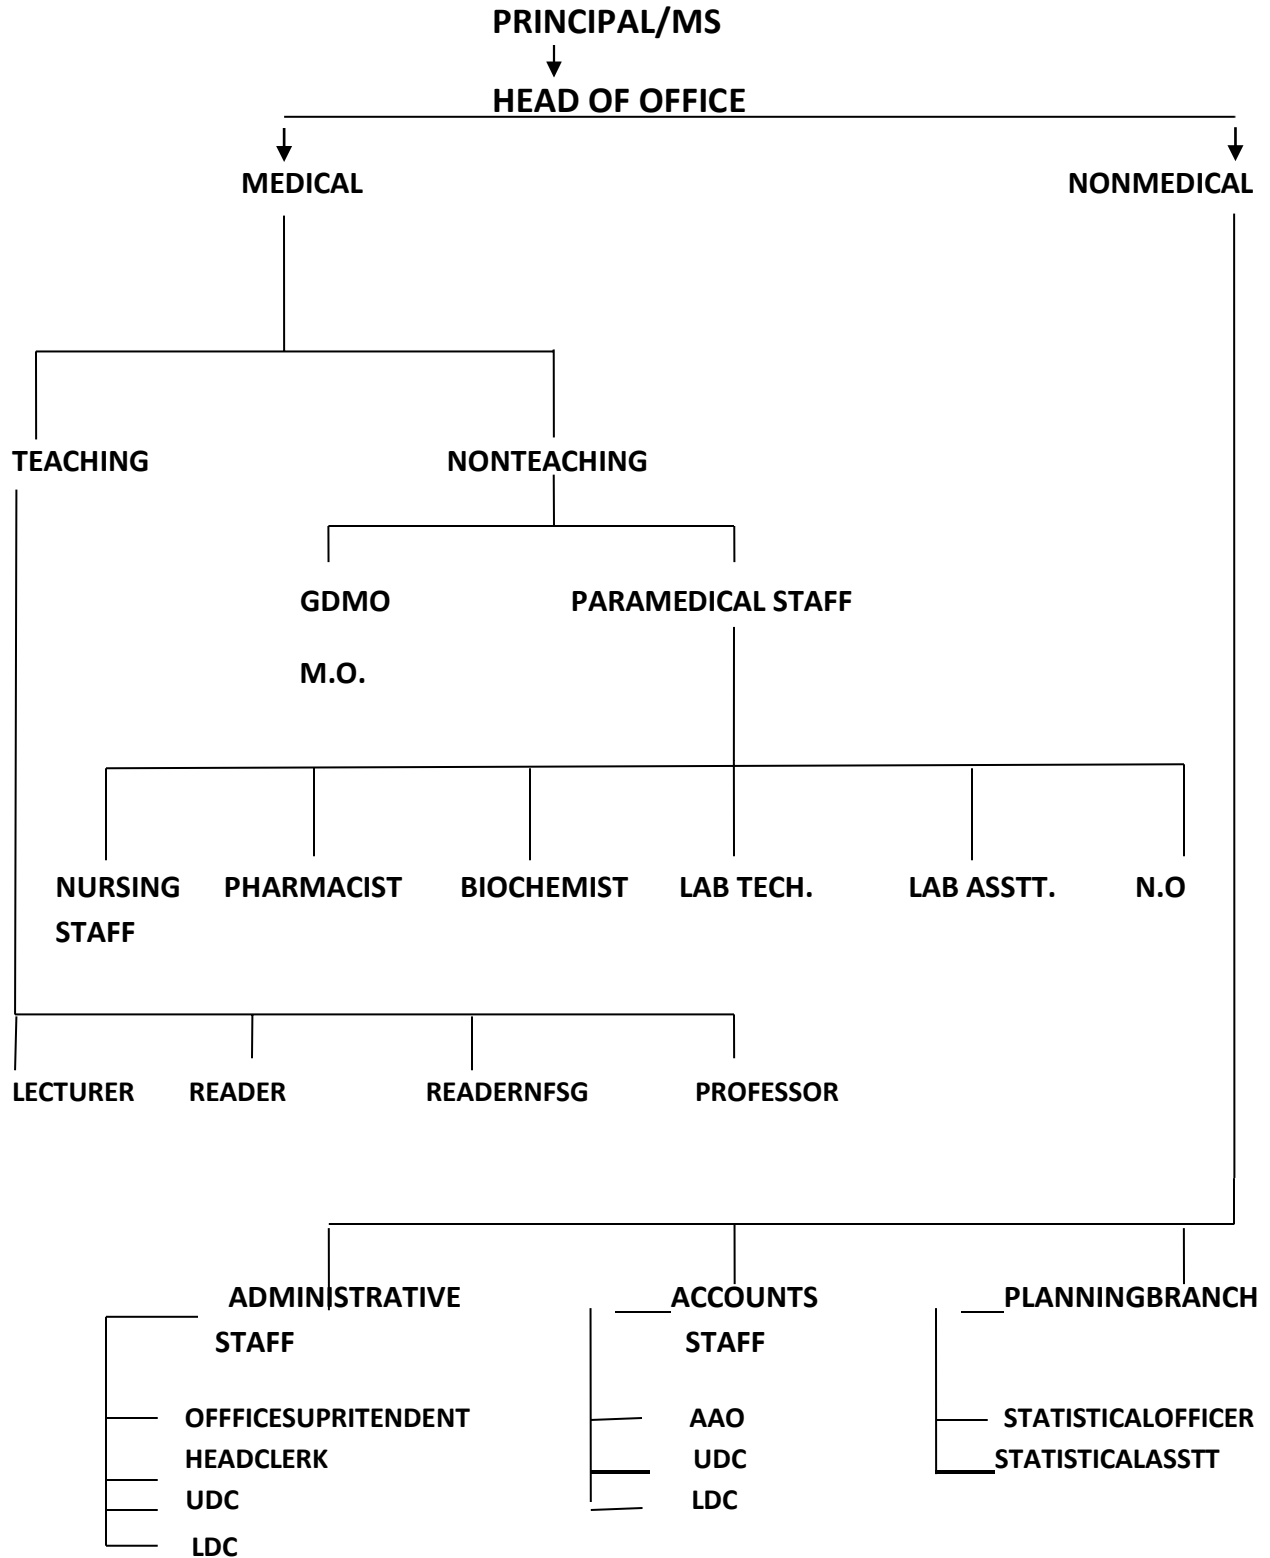 PRINCIPAL/MS
HEAD OF OFFICE
MEDICAL
NONMEDICAL
TEACHING
NONTEACHING
GDMO
PARAMEDICAL STAFF
M.O.
NURSING
STAFF
PHARMACIST
BIOCHEMIST
LAB TECH.
LAB ASSTT.
N.O
LECTURER
READER
READERNFSG
PROFESSOR
ADMINISTRATIVE
STAFF
OFFFICESUPRITENDENT
HEADCLERK
UDC
LDC
ACCOUNTS
STAFF
AAO
UDC
LDC
PLANNINGBRANCH
STATISTICALOFFICER
STATISTICALASSTT